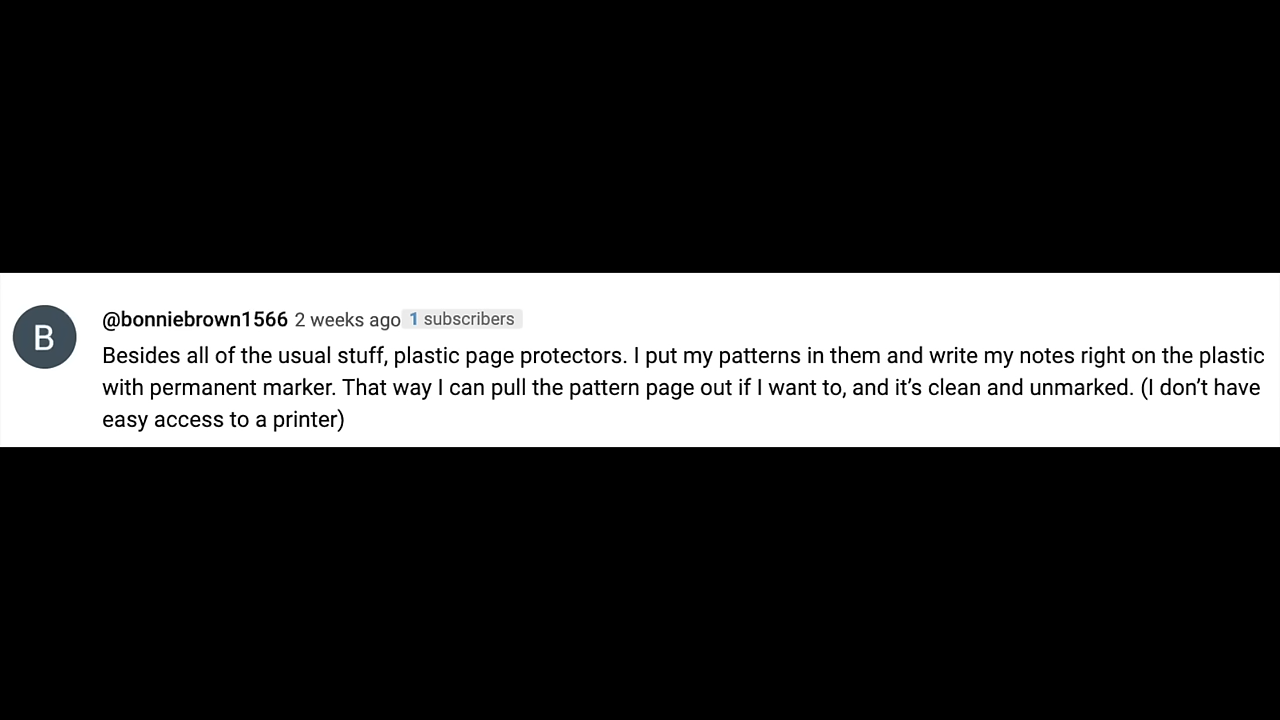 B
@bonniebrown1566 2 weeks ago 1 subscribers
Besides all of the usual stuff, plastic page protectors. I put my patterns in them and write my notes right on the plastic
with permanent marker. That way I can pull the pattern page out if I want to, and it’s clean and unmarked. (I don’t have
easy access to a printer)